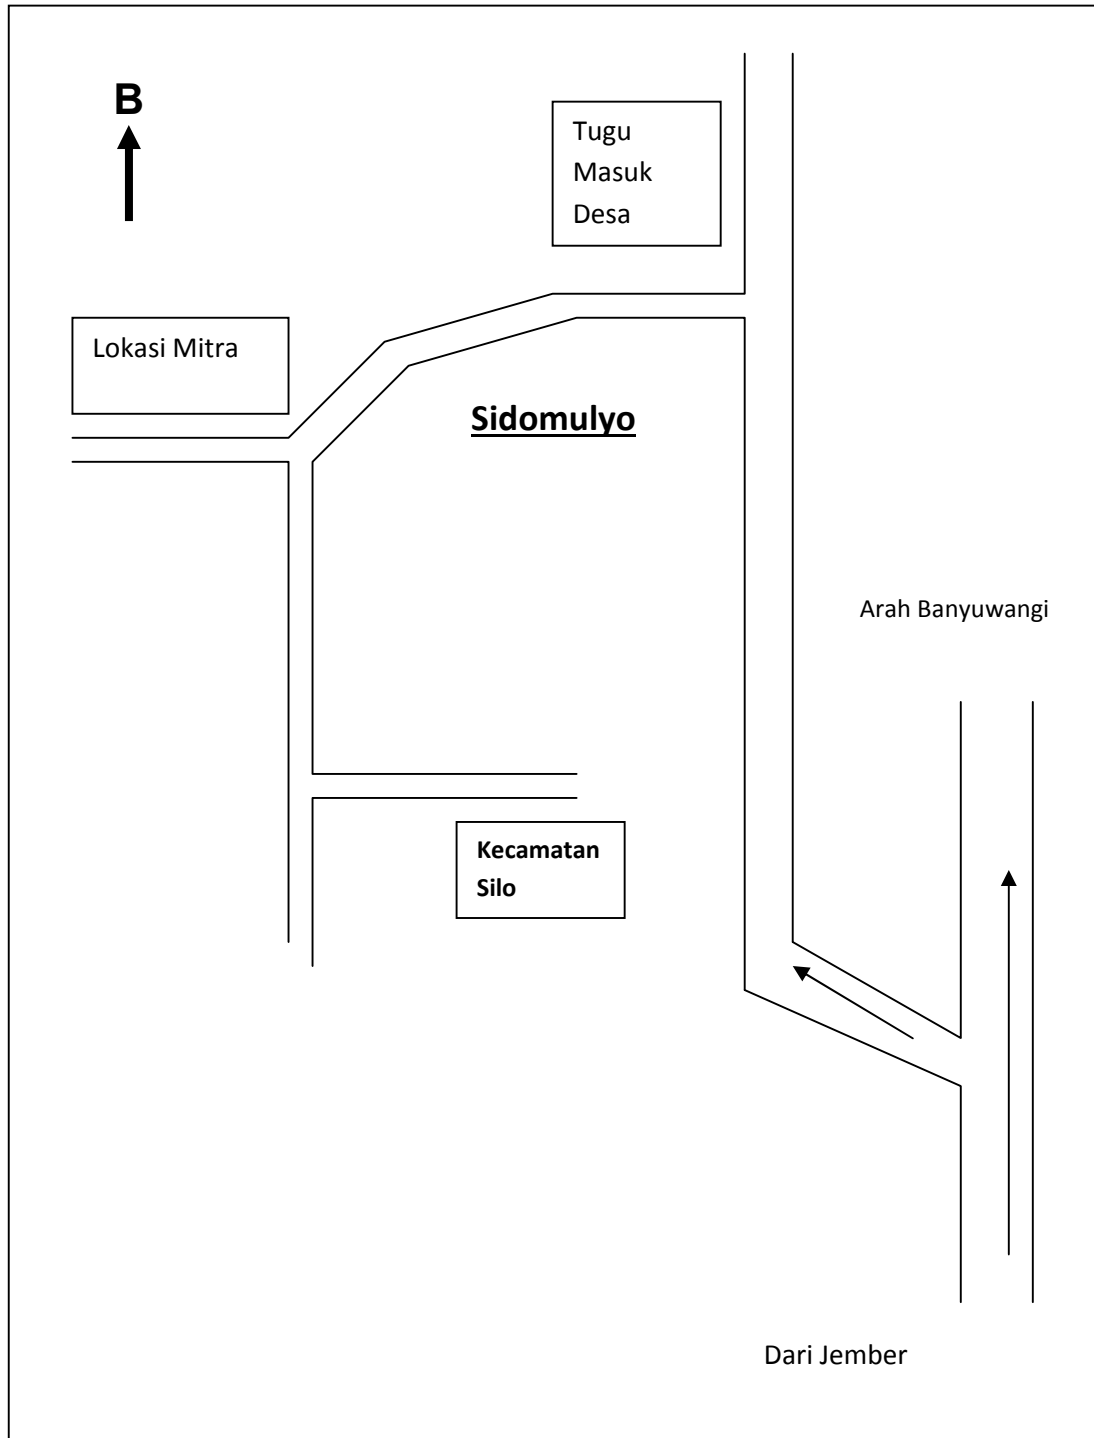 B
Tugu
Masuk
Desa
Lokasi Mitra
Sidomulyo
Arah Banyuwangi
Kecamatan
Silo
Dari Jember